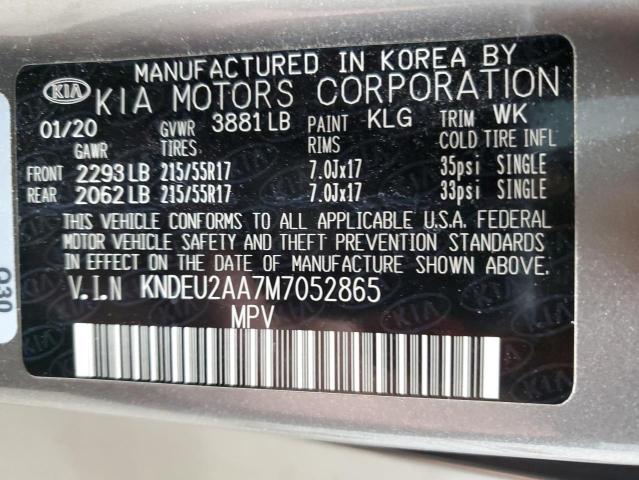 MANUFACTURED IN KOREA BY
KIA KIA MOTORS CORPORATION
01/20 GVWR 3881 LB PAINT KLG TRIM WK
GAWR TIRES RIMS COLD TIRE INFL
FRONT 2293 LB 215/55R17 7.0Jx17 35psi SINGLE
REAR 2062 LB 215/55R17 7.0Jx17 33psi SINGLE
THIS VEHICLE CONFORMS TO ALL APPLICABLE U.S.A. FEDERAL
MOTOR VEHICLE SAFETY AND THEFT PREVENTION STANDARDS
IN EFFECT ON THE DATE OF MANUFACTURE SHOWN ABOVE.
V.I.N KNDEU2AA7M7052865
MPV
030